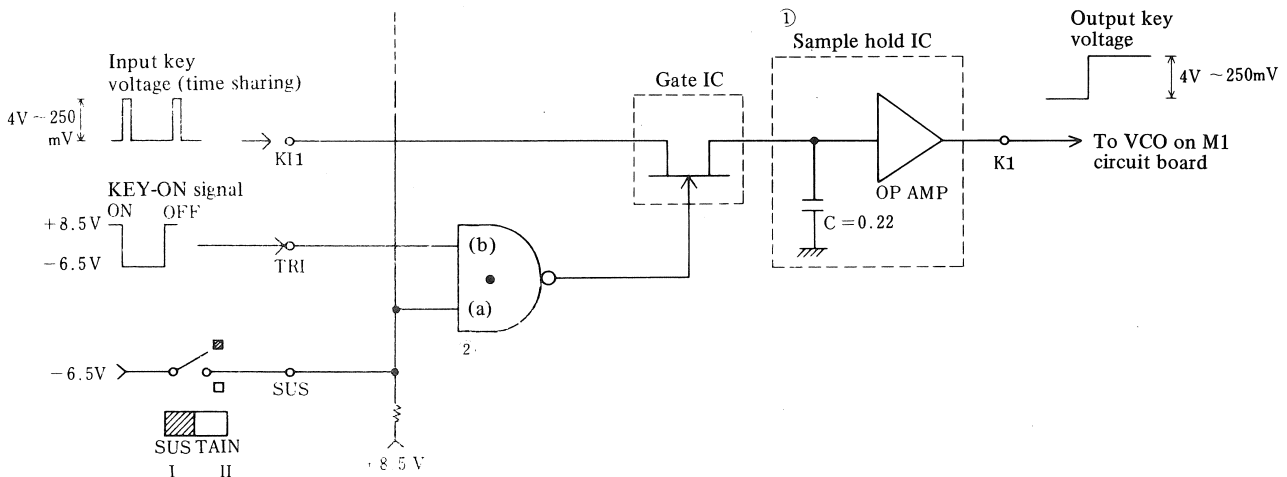 ①
Sample hold IC
Output key
voltage
4V ~250mV
Input key
voltage (time sharing)
4V ~ 250
mV
KI1
Gate IC
OP AMP
C = 0.22
K1
To VCO on M1
circuit board
KEY-ON signal
ON OFF
+8.5V
−6.5V
TRI
(b)
(a)
2
−6.5V
SUS
SUS TAIN
I II
8.5 V